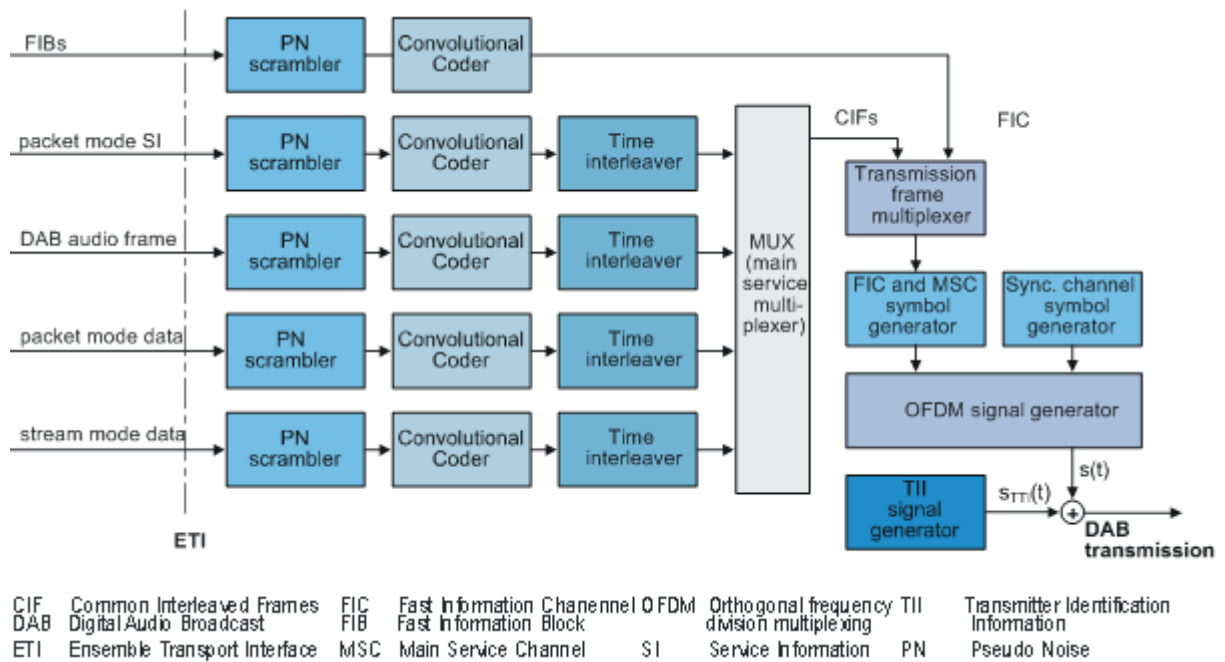 FIBs
PN
scrambler
Convolutional
Coder
packet mode SI
PN
scrambler
Convolutional
Coder
Time
interleaver
DAB audio frame
PN
scrambler
Convolutional
Coder
Time
interleaver
packet mode data
PN
scrambler
Convolutional
Coder
Time
interleaver
stream mode data
PN
scrambler
Convolutional
Coder
Time
interleaver
ETI
MUX
(main
service
multi-
plexer)
CIFs
FIC
Transmission
frame
multiplexer
FIC and MSC
symbol
generator
Sync. channel
symbol
generator
OFDM signal generator
s(t)
TII
signal
generator
sTTI(t)
+
DAB
transmission
CIF Common Interleaved Frames FIC Fast Information Chanennel OFDM Orthogonal frequency TII Transmitter Identification
DAB Digital Audio Broadcast FIB Fast Information Block division multiplexing Information
ETI Ensemble Transport Interface MSC Main Service Channel SI Service Information PN Pseudo Noise